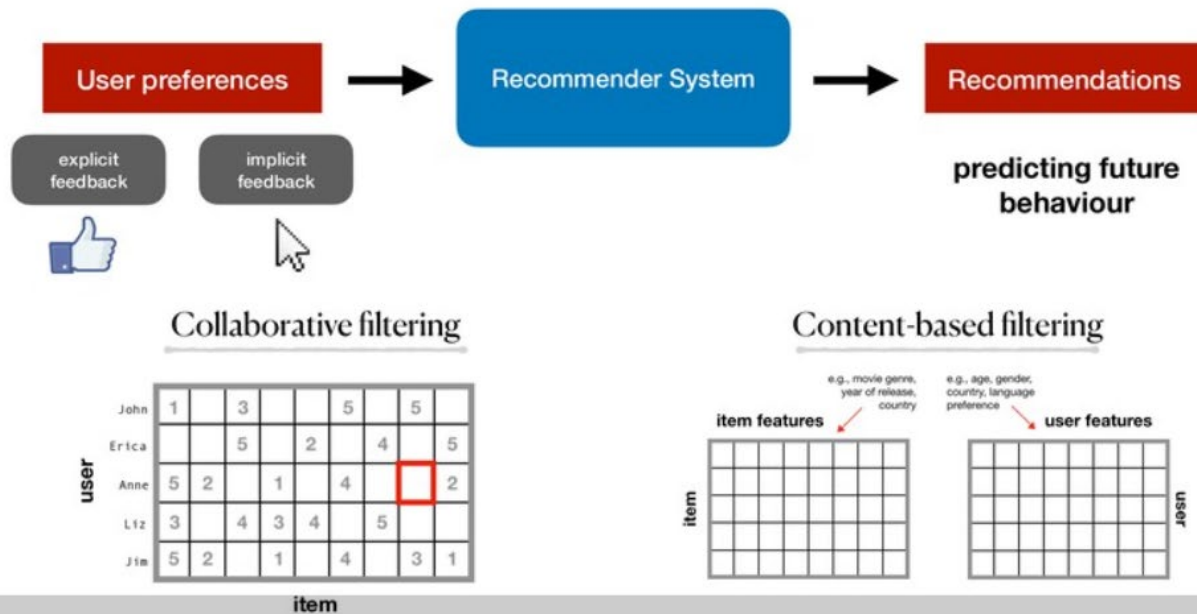 User preferences
Recommender System
Recommendations
explicit
feedback
implicit
feedback
predicting future
behaviour
Collaborative filtering
Content-based filtering
e.g., movie genre,
year of release,
country
e.g., age, gender,
country, language
preference
item features
user features
user
John 1 3 5 5
Erica 5 2 4 5
Anne 5 2 1 4 2
Liz 3 4 3 4 5
Jim 5 2 1 4 3 1
item
item
user